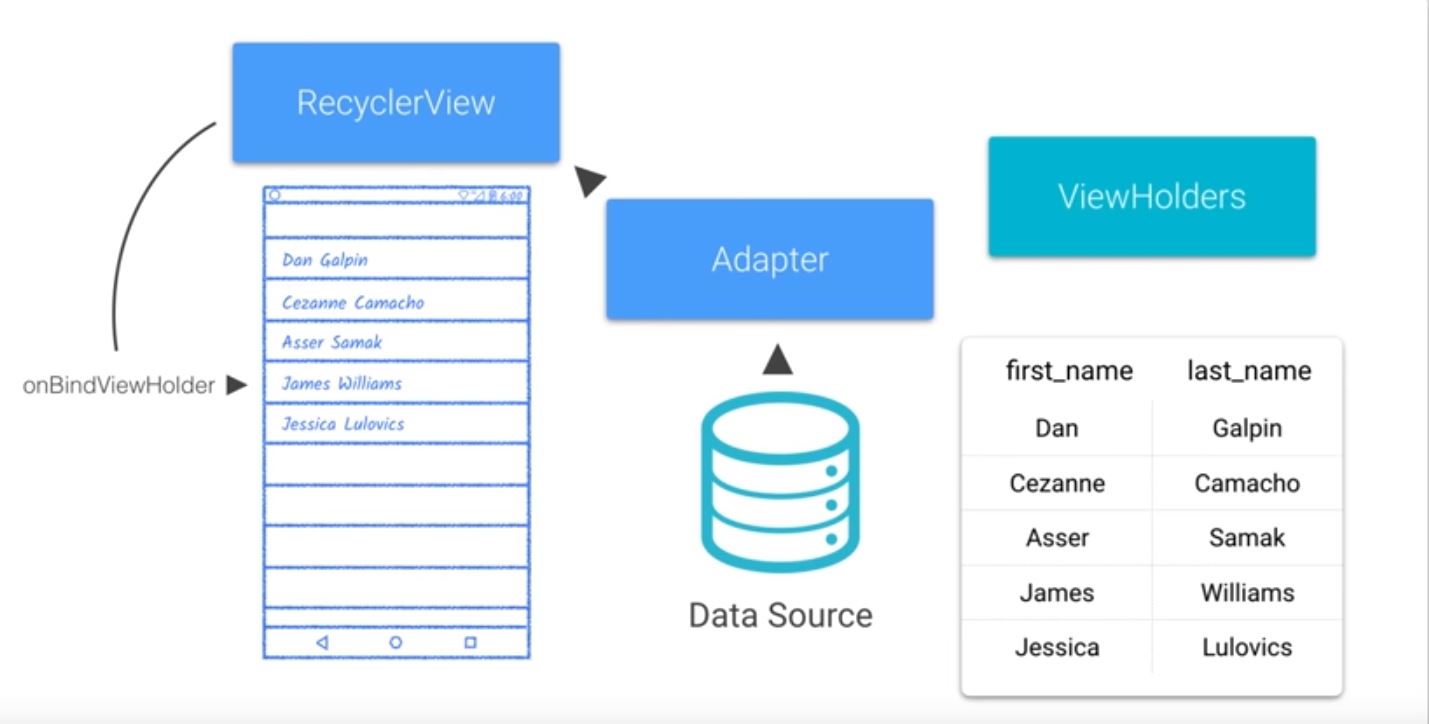 RecyclerView
6:00
Dan Galpin
Cezanne Camacho
Asser Samak
James Williams
Jessica Lulovics
onBindViewHolder
Adapter
Data Source
ViewHolders
first_name last_name
Dan Galpin
Cezanne Camacho
Asser Samak
James Williams
Jessica Lulovics